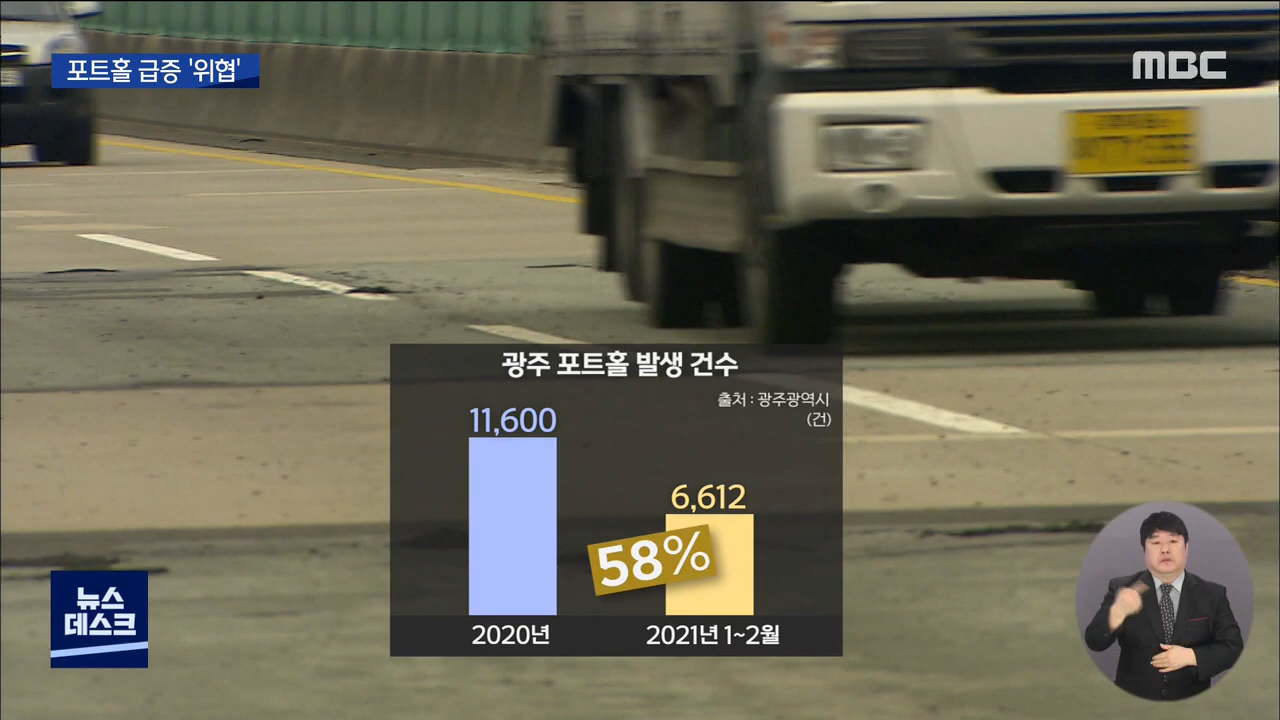 포트홀 급증 '위협'
MBC
광주 포트홀 발생 건수
출처 : 광주광역시
(건)
11,600
6,612
58%
2020년
2021년 1~2월
뉴스
데스크